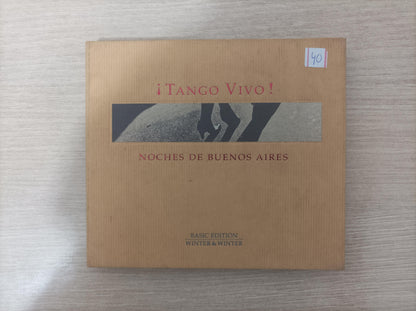 40
¡TANGO VIVO!
NOCHES DE BUENOS AIRES
BASIC EDITION
WINTER & WINTER